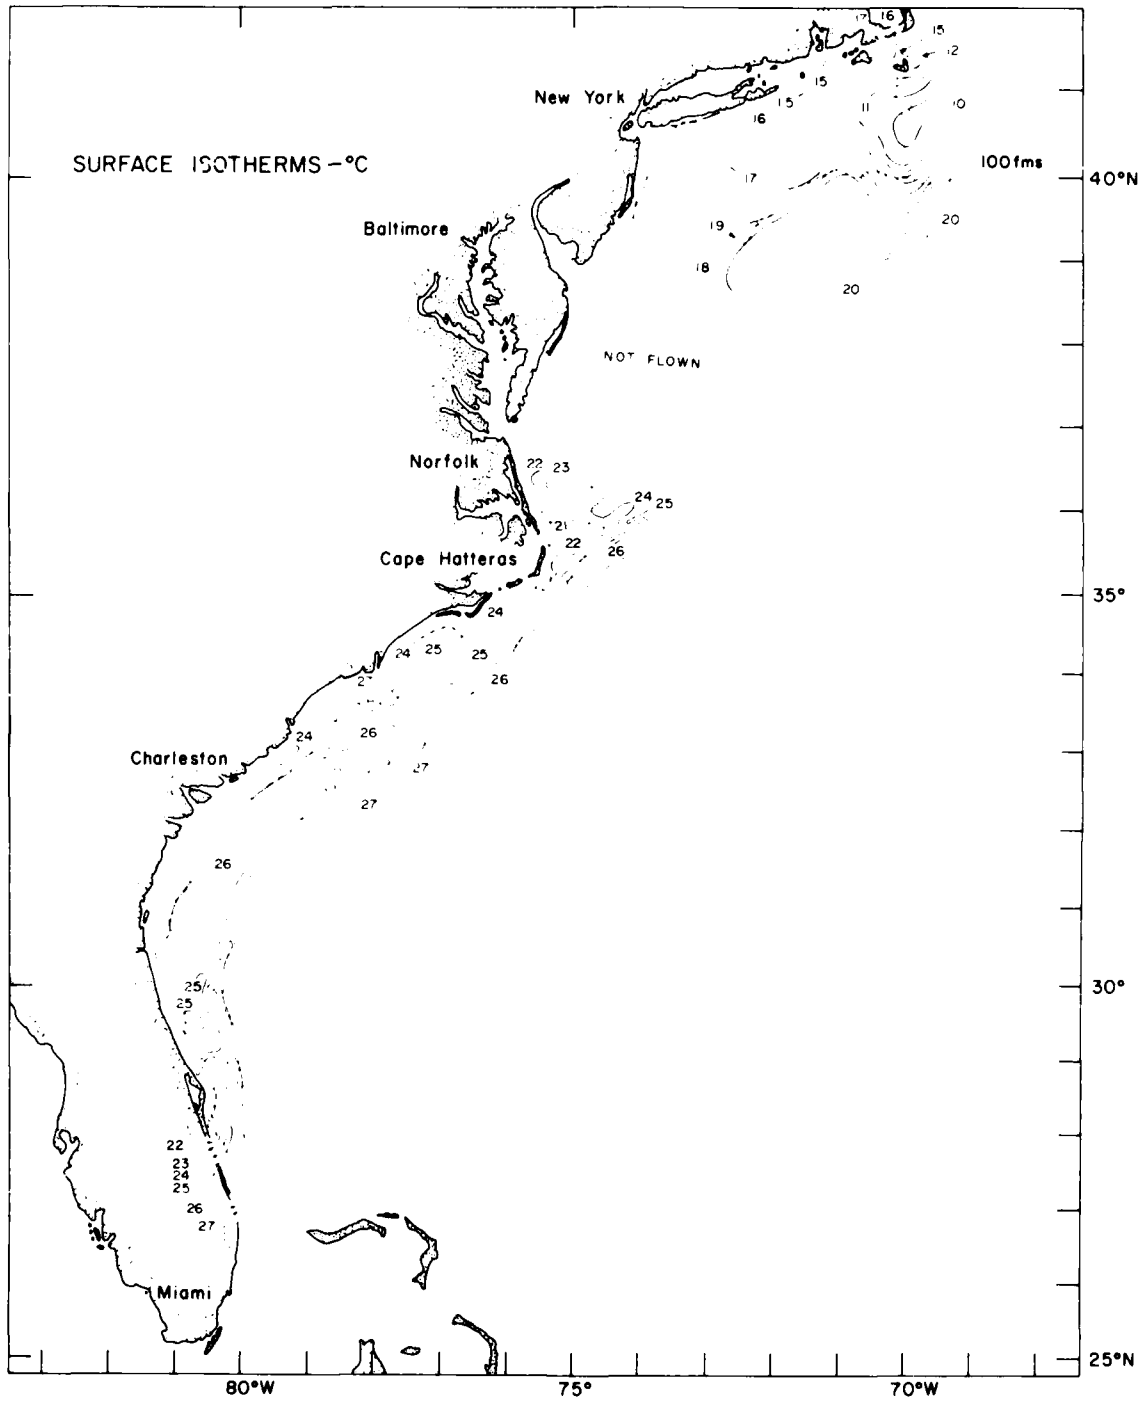 17 16
15
12
New York
15
15
11
10
16
SURFACE ISOTHERMS-°C
100fms
17
40°N
20
19
Baltimore
18
20
NOT FLOWN
Norfolk
22 23
24 25
21
22
26
Cape Hatteras
35°
24
24 25 25
26
24
26
Charleston
27
27
26
25
25
30°
22
23
24
25
26
27
Miami
25°N
80°W 75° 70°W